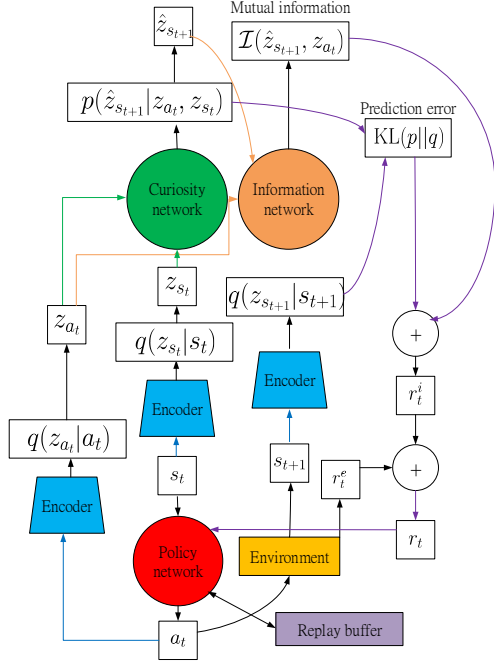 ẑ_{s_{t+1}}
Mutual information
𝓘(ẑ_{s_{t+1}}, z_{a_t})
p(ẑ_{s_{t+1}}|z_{a_t}, z_{s_t})
Prediction error
KL(p||q)
Curiosity
network
Information
network
z_{s_t}
z_{a_t}
q(z_{s_t}|s_t)
q(z_{s_{t+1}}|s_{t+1})
+
Encoder
Encoder
r_t^i
q(z_{a_t}|a_t)
s_t
s_{t+1}
r_t^e
+
Encoder
Policy
network
Environment
r_t
a_t
Replay buffer